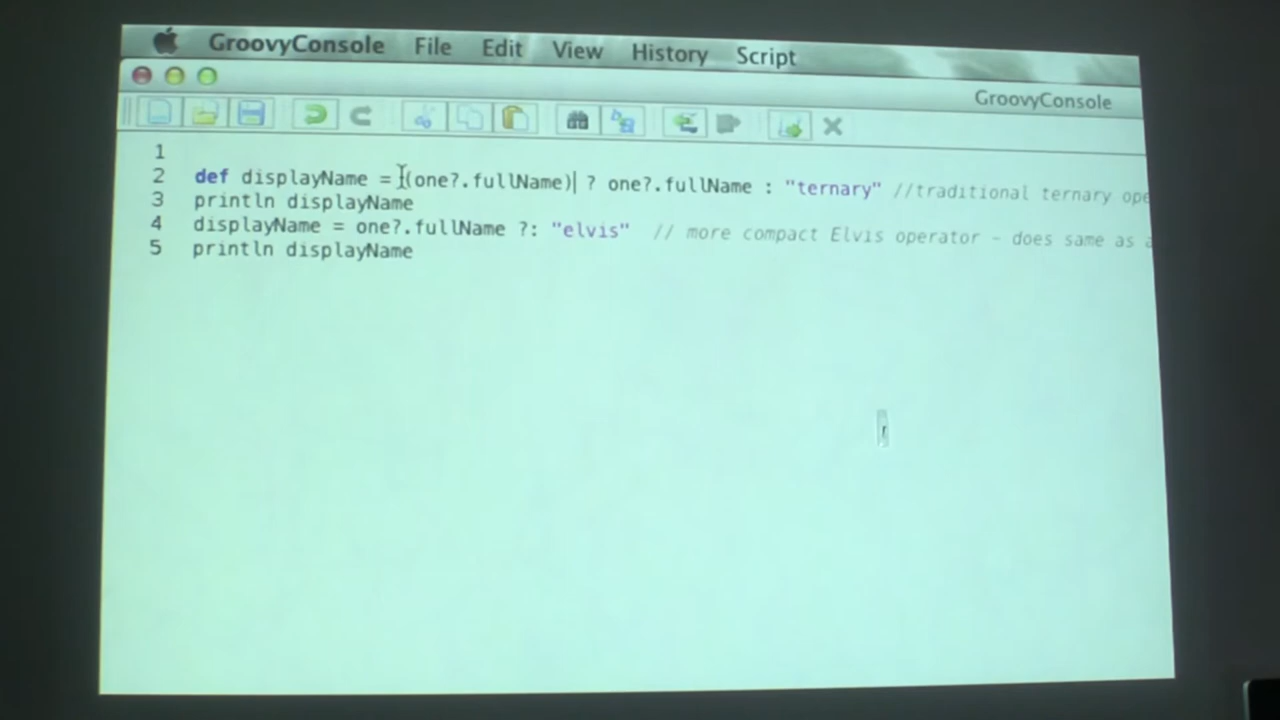 GroovyConsole File Edit View History Script
GroovyConsole
1
2 def displayName = (one?.fullName) ? one?.fullName : "ternary" //traditional ternary
3 println displayName
4 displayName = one?.fullName ?: "elvis" // more compact Elvis operator - does same as
5 println displayName